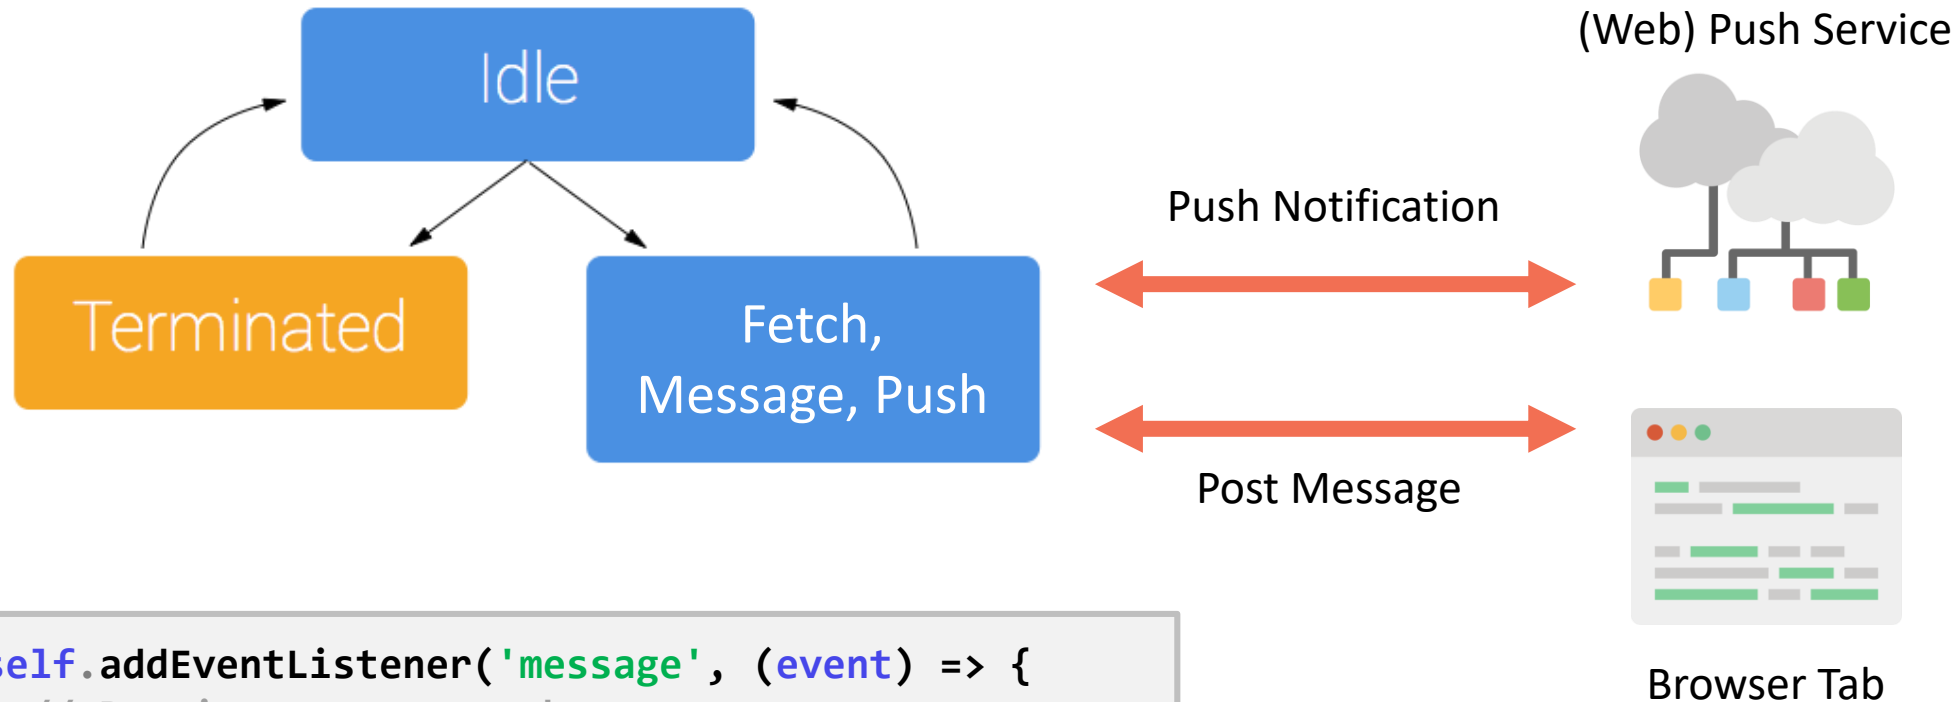 (Web) Push Service
Idle
Push Notification
Terminated
Fetch,
Message, Push
Post Message
self.addEventListener('message', (event) => {
Browser Tab